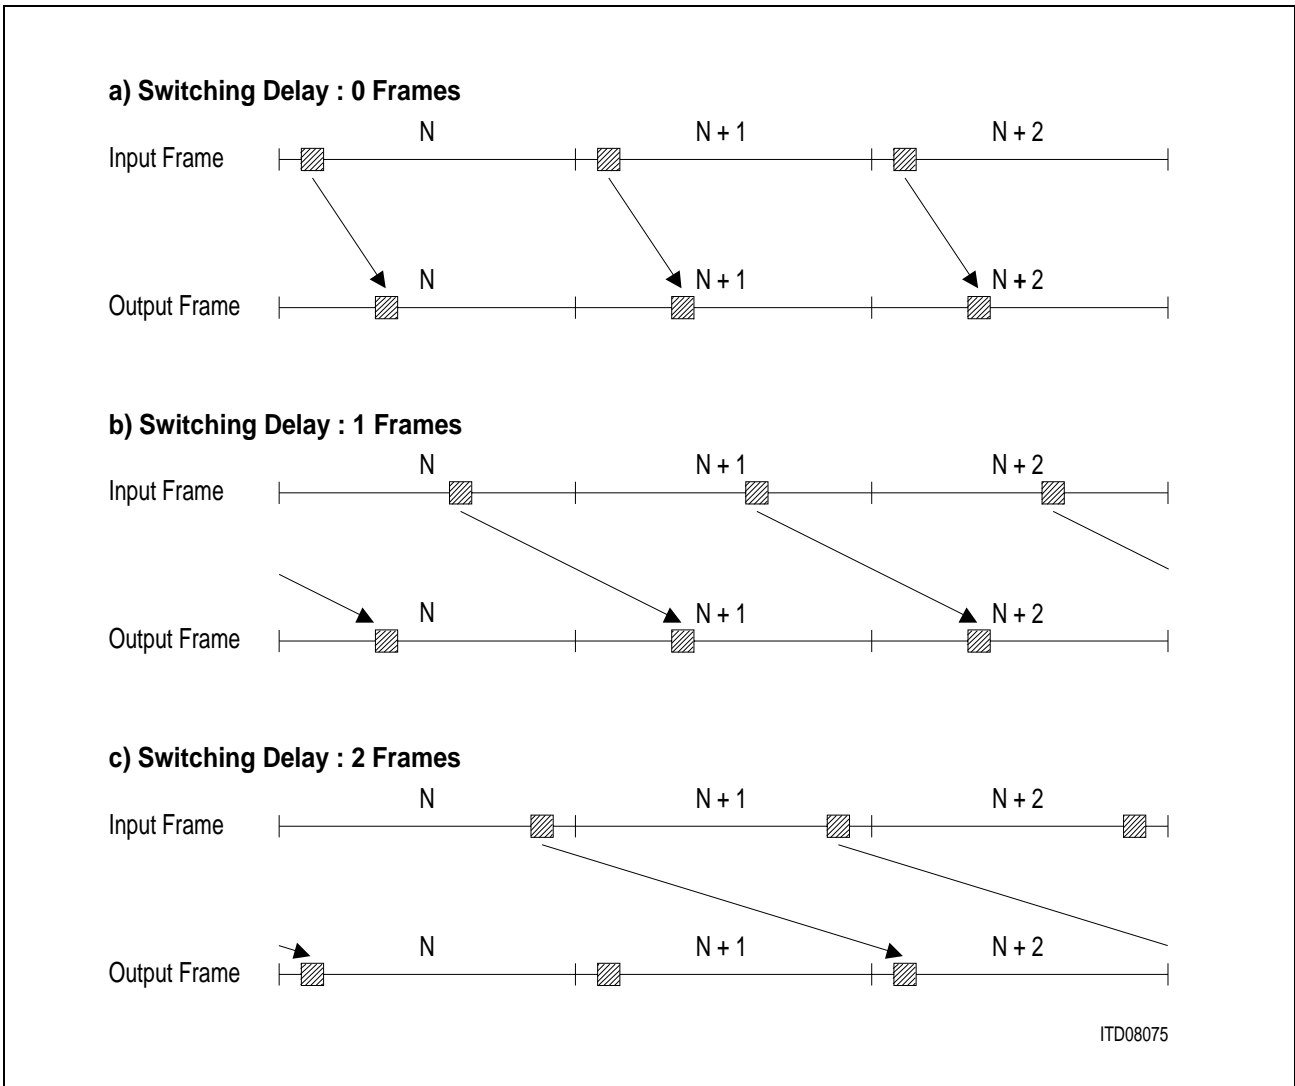 a) Switching Delay : 0 Frames
N N + 1 N + 2
Input Frame
N N + 1 N + 2
Output Frame
b) Switching Delay : 1 Frames
N N + 1 N + 2
Input Frame
N N + 1 N + 2
Output Frame
c) Switching Delay : 2 Frames
N N + 1 N + 2
Input Frame
N N + 1 N + 2
Output Frame
ITD08075